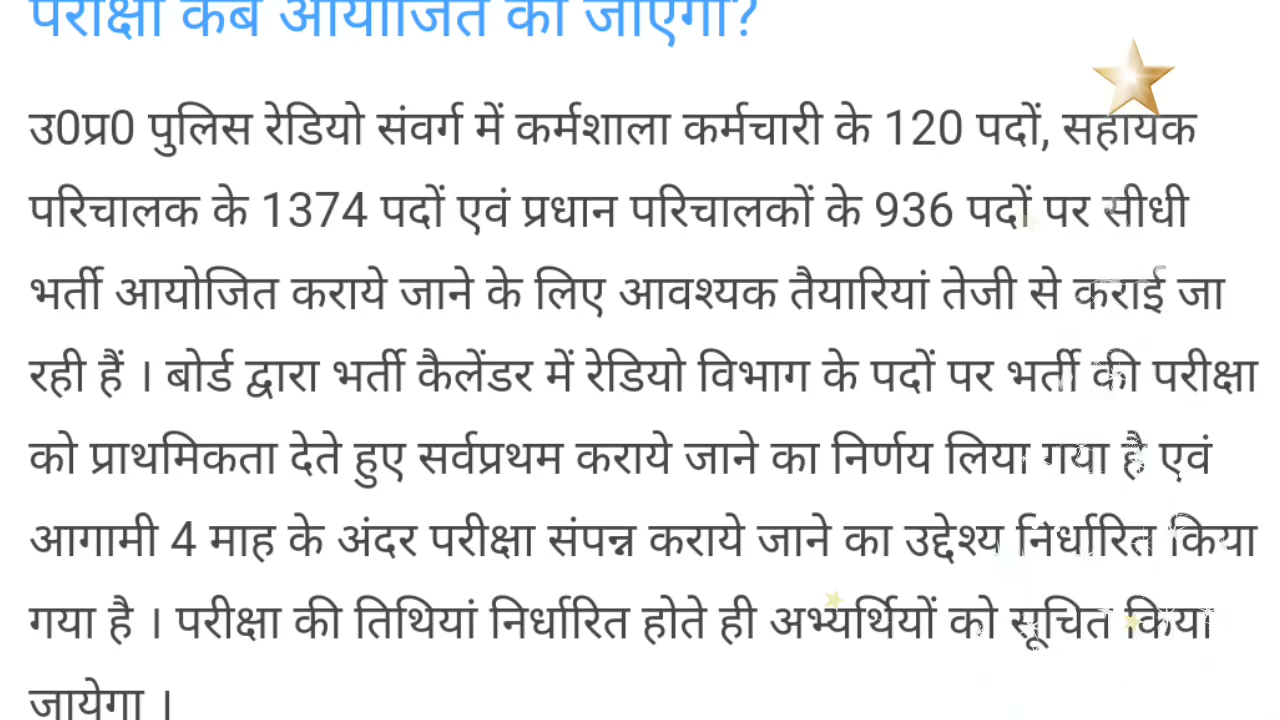 परीक्षा कब आयोजित की जाएगी?
उ0प्र0 पुलिस रेडियो संवर्ग में कर्मशाला कर्मचारी के 120 पदों, सहायक
परिचालक के 1374 पदों एवं प्रधान परिचालकों के 936 पदों पर सीधी
भर्ती आयोजित कराये जाने के लिए आवश्यक तैयारियां तेजी से कराई जा
रही हैं । बोर्ड द्वारा भर्ती कैलेंडर में रेडियो विभाग के पदों पर भर्ती की परीक्षा
को प्राथमिकता देते हुए सर्वप्रथम कराये जाने का निर्णय लिया गया है एवं
आगामी 4 माह के अंदर परीक्षा संपन्न कराये जाने का उद्देश्य निर्धारित किया
गया है । परीक्षा की तिथियां निर्धारित होते ही अभ्यर्थियों को सूचित किया
जायेगा ।